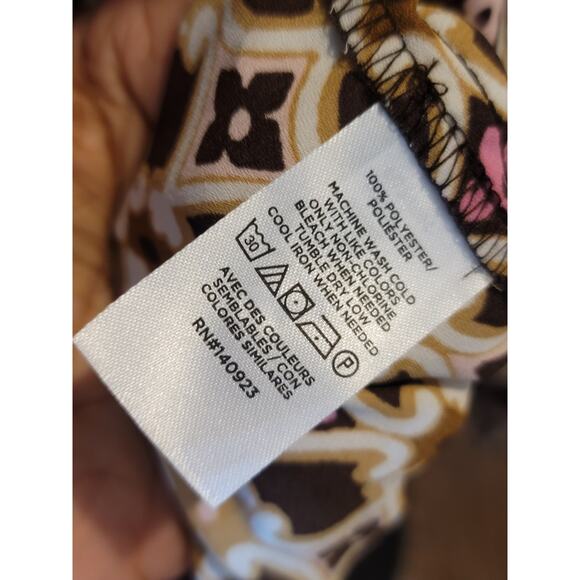 100% POLYESTER/
POLIÉSTER
MACHINE WASH COLD
WITH LIKE COLORS
ONLY NON-CHLORINE
BLEACH WHEN NEEDED
TUMBLE DRY LOW
COOL IRON WHEN NEEDED
30 P
AVEC DES COULEURS
SEMBLABLES / CON
COLORES SIMILARES
RN#140923